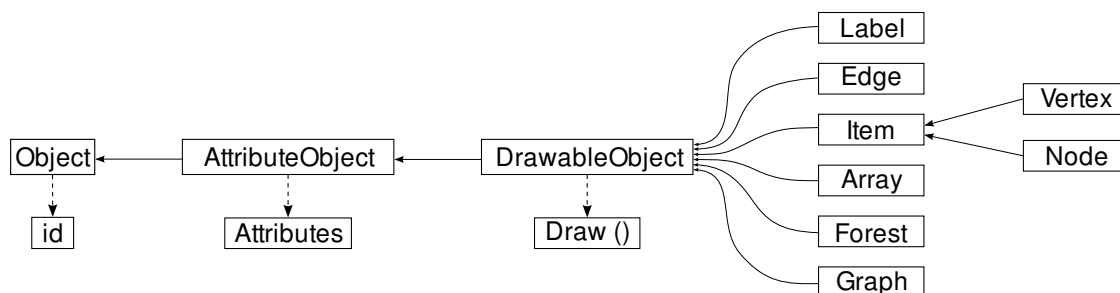 Label
Edge
Vertex
Item
Object
AttributeObject
DrawableObject
Node
Array
id
Attributes
Draw ()
Forest
Graph